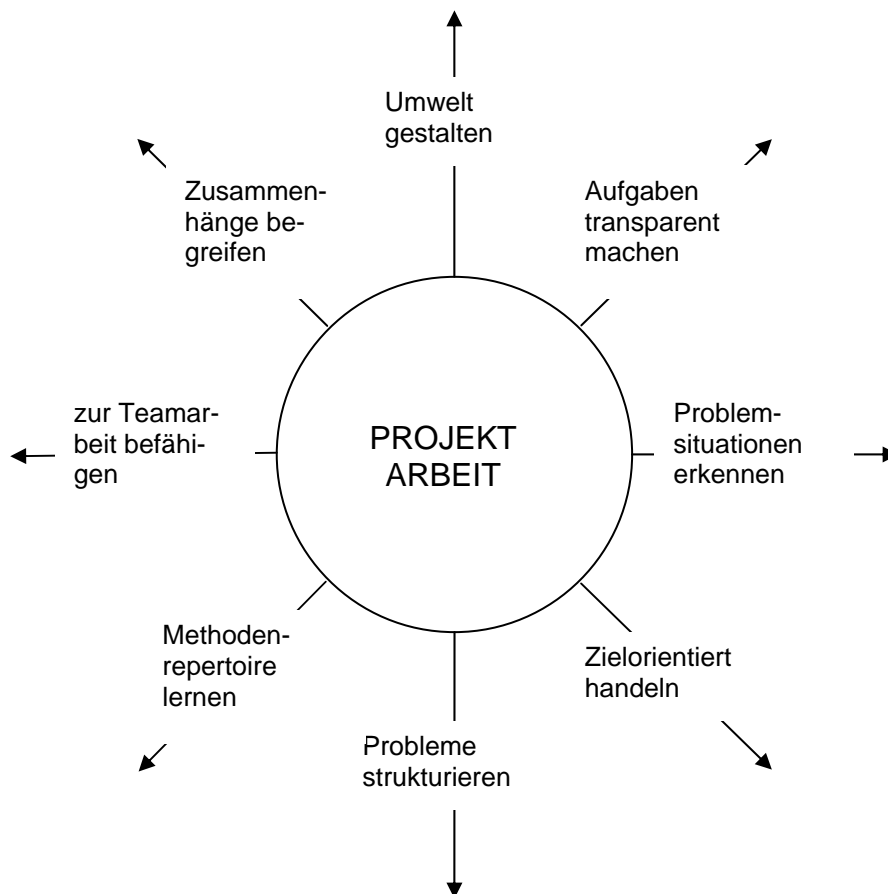 Umwelt
gestalten
Zusammen-
hänge be-
greifen
Aufgaben
transparent
machen
zur Teamar-
beit befähi-
gen
PROJEKT
ARBEIT
Problem-
situationen
erkennen
Methoden-
repertoire
lernen
Zielorientiert
handeln
Probleme
strukturieren